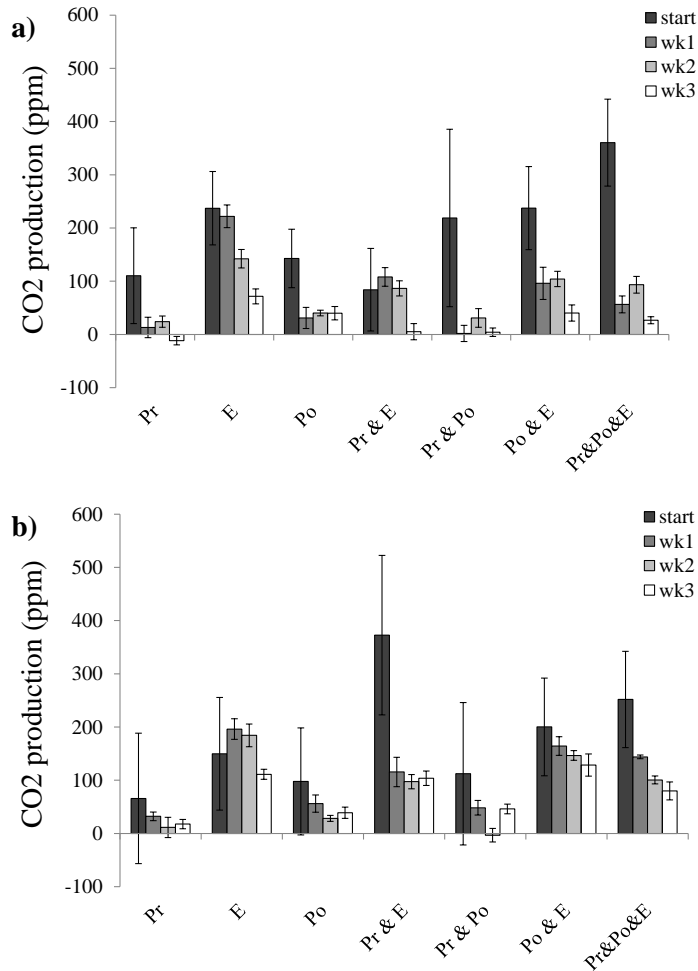 a)
600
500
400
300
200
100
0
-100
CO2 production (ppm)
start
wk1
wk2
wk3
Pr
E
Po
Pr & E
Pr & Po
Po & E
Pr&Po&E
b)
600
500
400
300
200
100
0
-100
CO2 production (ppm)
start
wk1
wk2
wk3
Pr
E
Po
Pr & E
Pr & Po
Po & E
Pr&Po&E